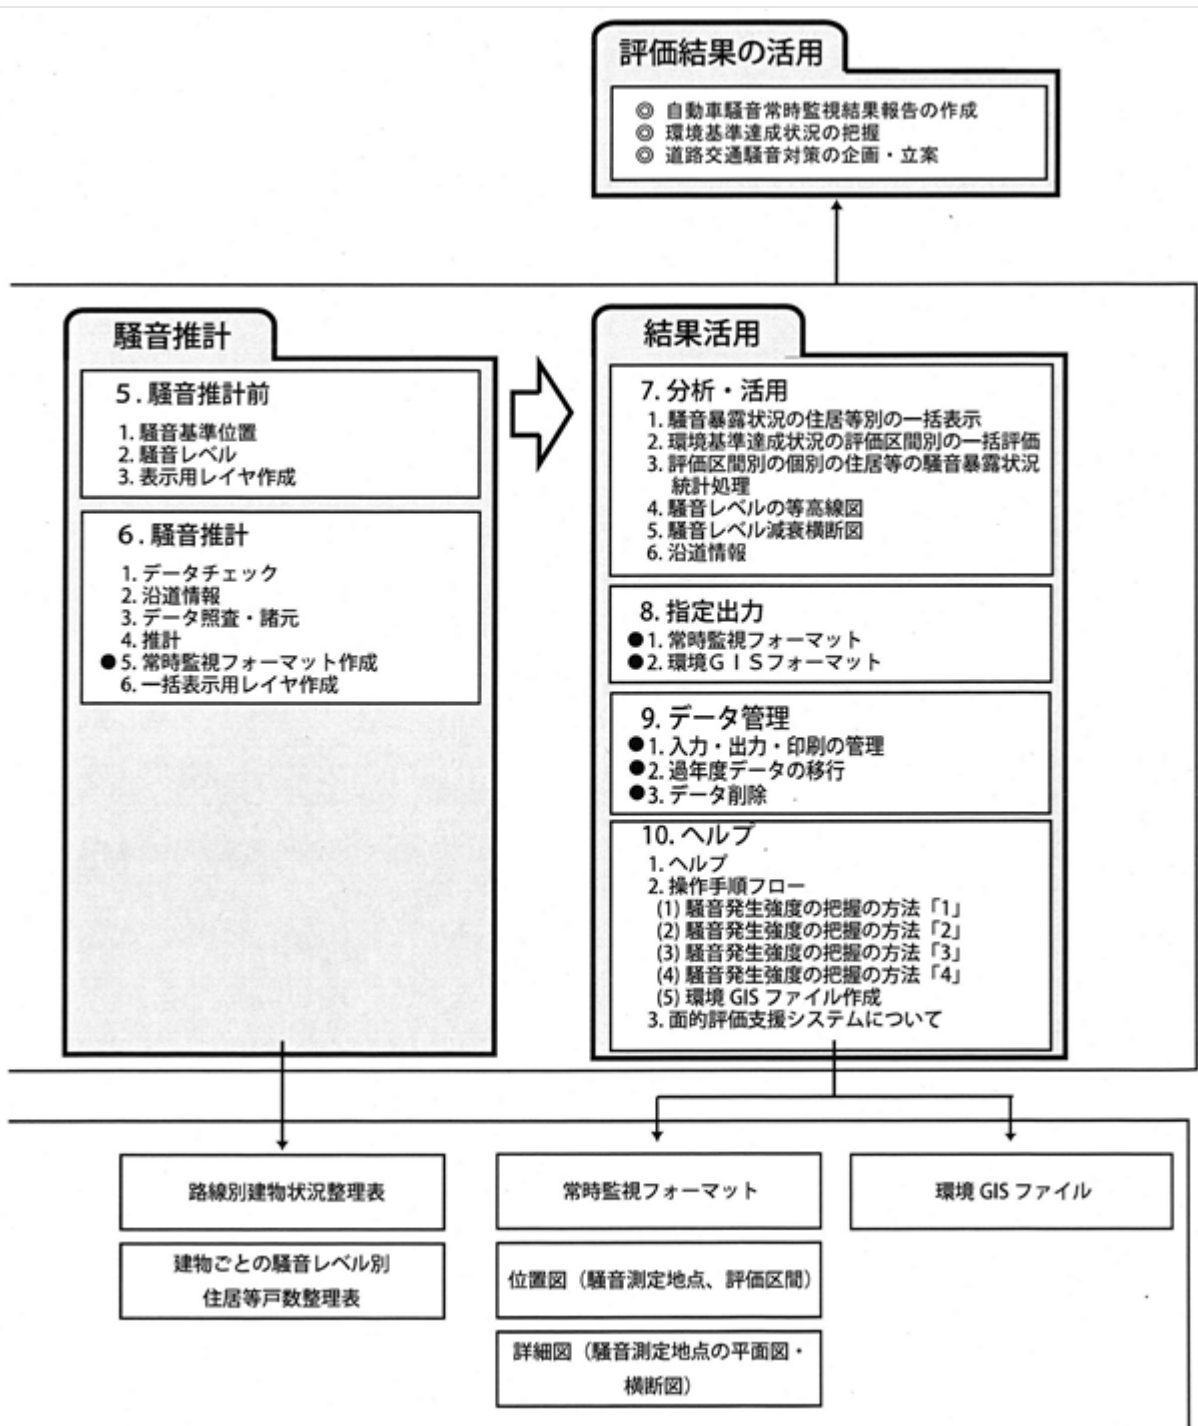 評価結果の活用
◎ 自動車騒音常時監視結果報告の作成
◎ 環境基準達成状況の把握
◎ 道路交通騒音対策の企画・立案
騒音推計
5. 騒音推計前
1. 騒音基準位置
2. 騒音レベル
3. 表示用レイヤ作成
6. 騒音推計
1. データチェック
2. 沿道情報
3. データ照査・諸元
4. 推計
●5. 常時監視フォーマット作成
6. 一括表示用レイヤ作成
結果活用
7. 分析・活用
1. 騒音暴露状況の住居等別の一括表示
2. 環境基準達成状況の評価区間別の一括評価
3. 評価区間別の個別の住居等の騒音暴露状況
統計処理
4. 騒音レベルの等高線図
5. 騒音レベル減衰横断図
6. 沿道情報
8. 指定出力
●1. 常時監視フォーマット
●2. 環境ＧＩＳフォーマット
9. データ管理
●1. 入力・出力・印刷の管理
●2. 過年度データの移行
●3. データ削除
10. ヘルプ
1. ヘルプ
2. 操作手順フロー
(1) 騒音発生強度の把握の方法「1」
(2) 騒音発生強度の把握の方法「2」
(3) 騒音発生強度の把握の方法「3」
(4) 騒音発生強度の把握の方法「4」
(5) 環境 GIS ファイル作成
3. 面的評価支援システムについて
路線別建物状況整理表
建物ごとの騒音レベル別
住居等戸数整理表
常時監視フォーマット
位置図（騒音測定地点、評価区間）
詳細図（騒音測定地点の平面図・
横断図）
環境 GIS ファイル